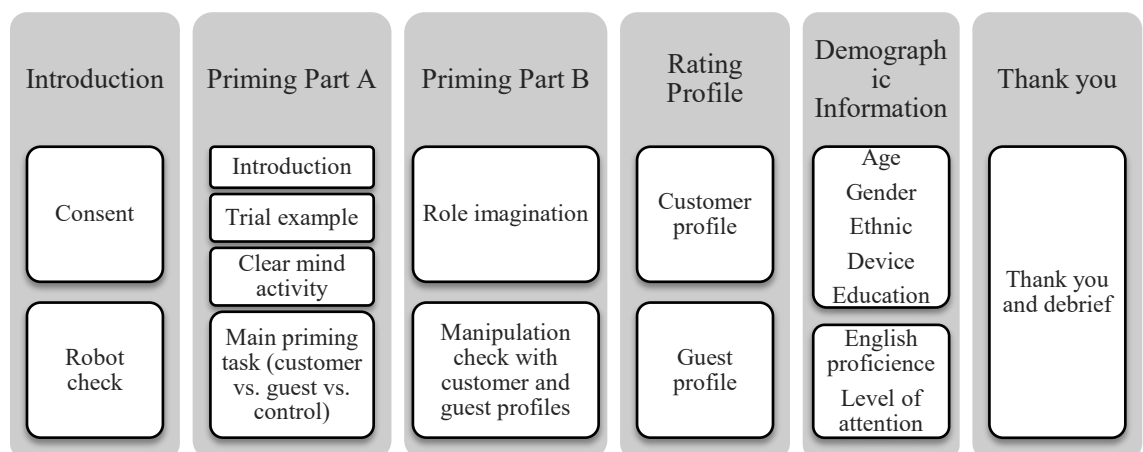 Introduction
Consent
Robot
check
Priming Part A
Introduction
Trial example
Clear mind
activity
Main priming
task (customer
vs. guest vs.
control)
Priming Part B
Role imagination
Manipulation
check with
customer and
guest profiles
Rating
Profile
Customer
profile
Guest
profile
Demograph
ic
Information
Age
Gender
Ethnic
Device
Education
English
proficience
Level of
attention
Thank you
Thank you
and debrief